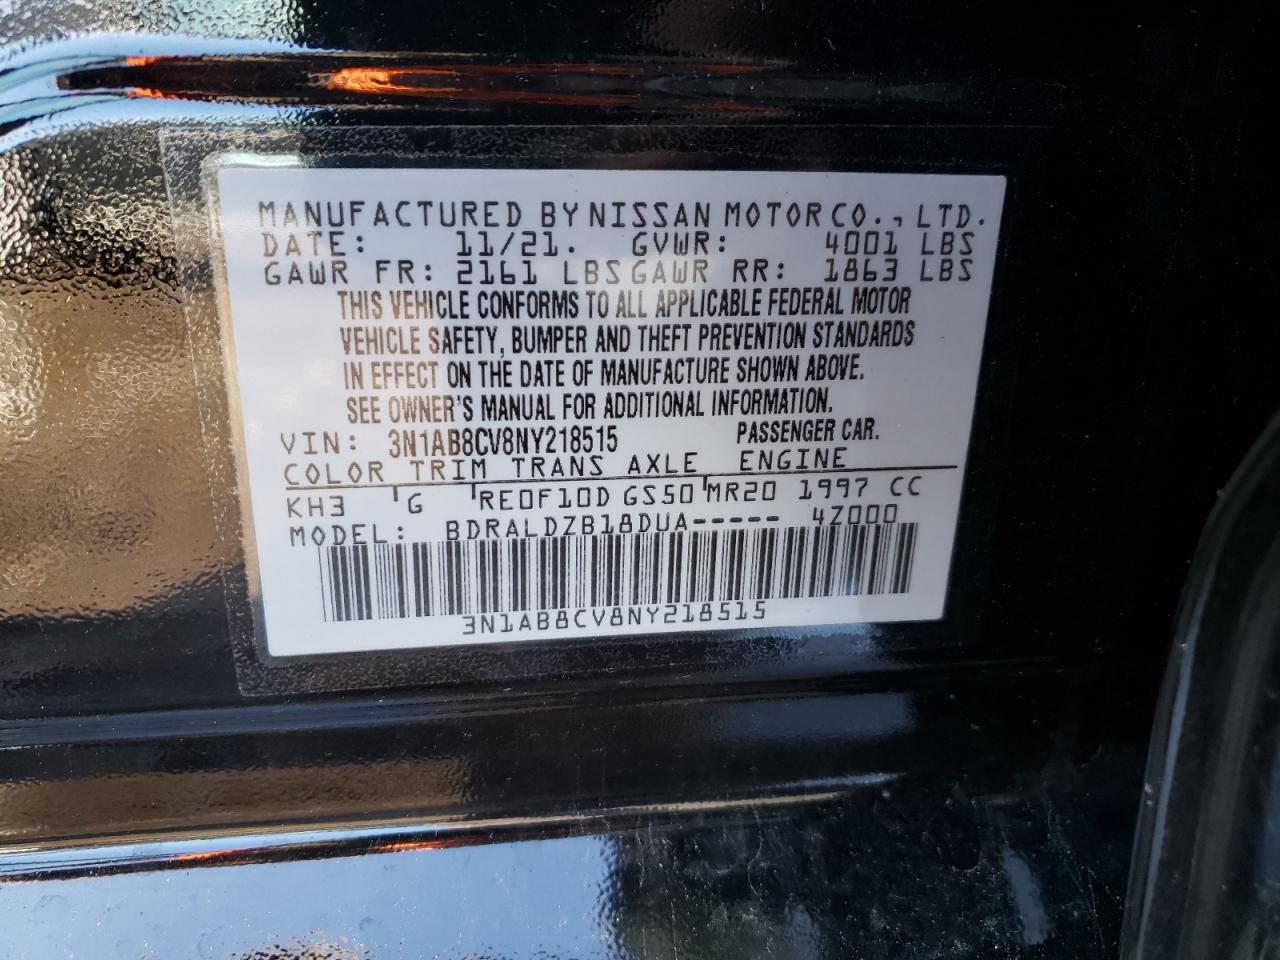 MANUFACTURED BY NISSAN MOTOR CO., LTD.
DATE: 11/21. GVWR: 4001 LBS
GAWR FR: 2161 LBS GAWR RR: 1863 LBS
THIS VEHICLE CONFORMS TO ALL APPLICABLE FEDERAL MOTOR
VEHICLE SAFETY, BUMPER AND THEFT PREVENTION STANDARDS
IN EFFECT ON THE DATE OF MANUFACTURE SHOWN ABOVE.
SEE OWNER'S MANUAL FOR ADDITIONAL INFORMATION.
VIN: 3N1AB8CV8NY218515 PASSENGER CAR.
COLOR TRIM TRANS AXLE ENGINE
KH3 G RE0F10D GS50 MR20 1997 CC
MODEL: BDRALDZB18DUA----- 4Z000
3N1AB8CV8NY218515